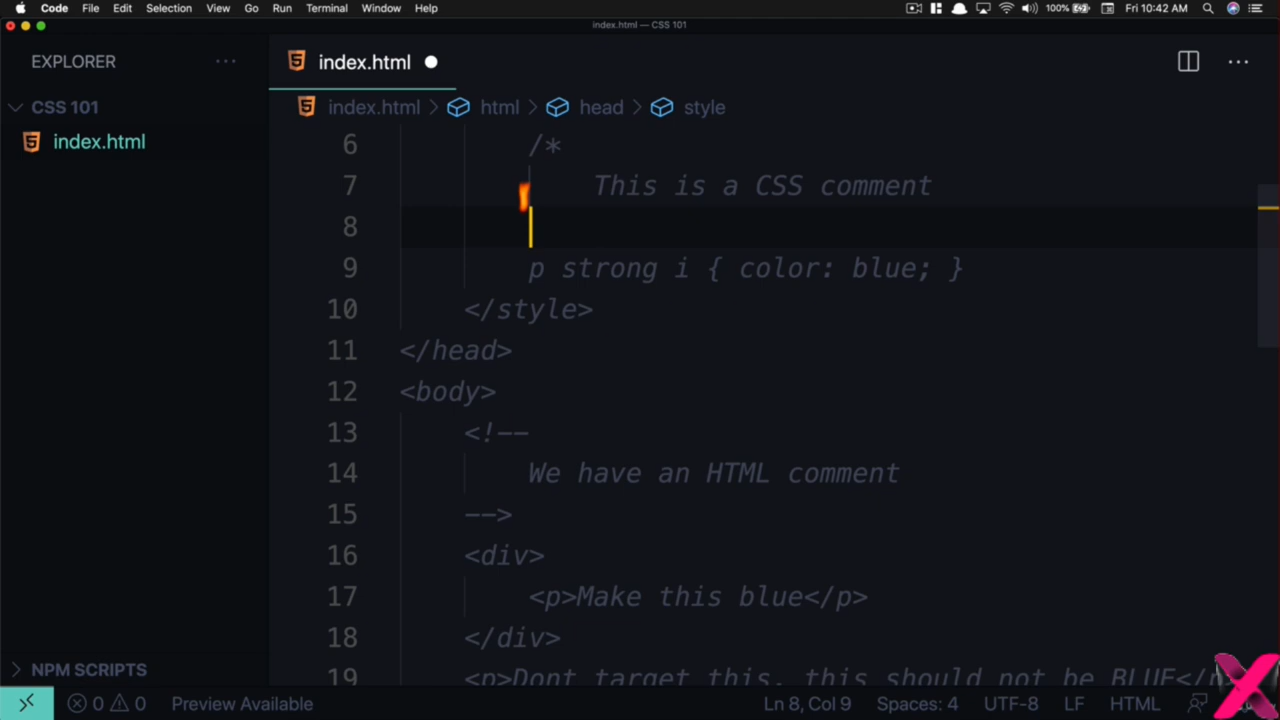 Code File Edit Selection View Go Run Terminal Window Help 100% Fri 10:42 AM
index.html — CSS 101
EXPLORER ···
index.html
CSS 101
index.html > html > head > style
index.html
6 /*
7 This is a CSS comment
8
9 p strong i { color: blue; }
10 </style>
11 </head>
12 <body>
13 <!--
14 We have an HTML comment
15 -->
16 <div>
17 <p>Make this blue</p>
18 </div>
NPM SCRIPTS
19 <p>Dont target this, this should not be BLUE</p
X
0 0 Preview Available Ln 8, Col 9 Spaces: 4 UTF-8 LF HTML